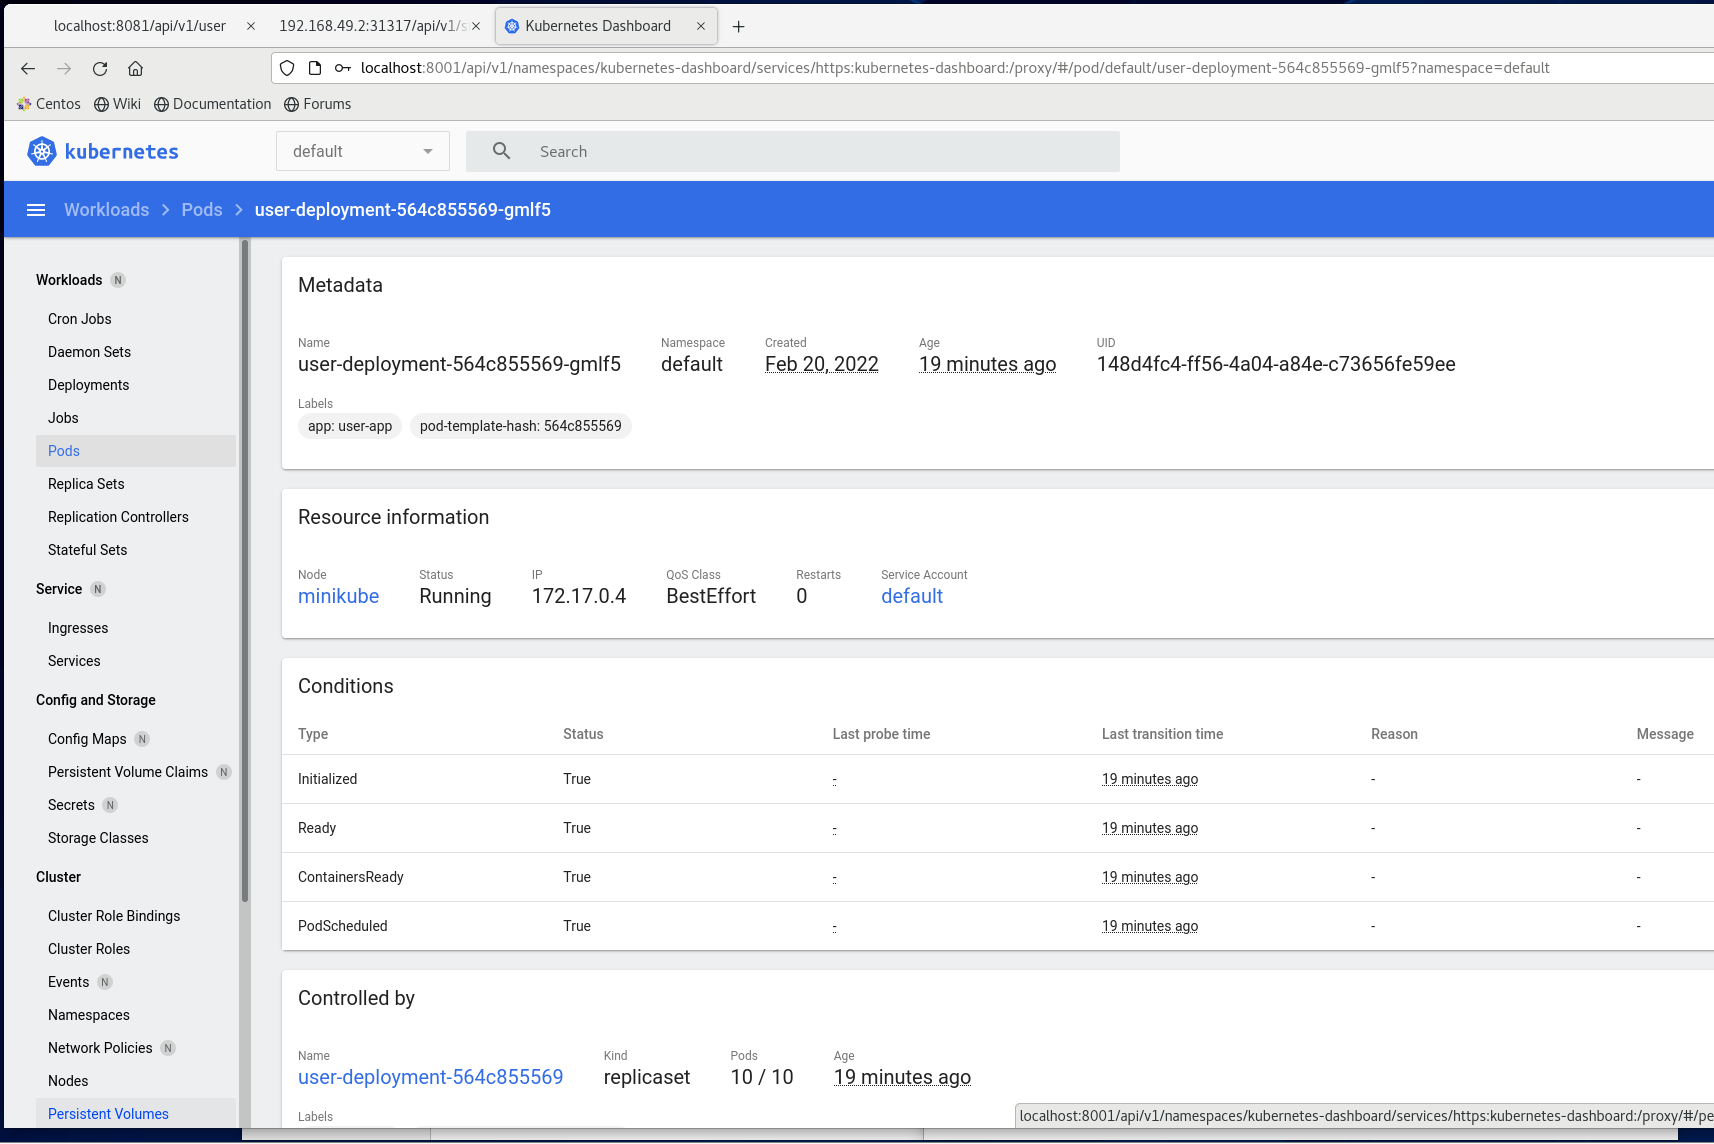 localhost:8081/api/v1/user × 192.168.49.2:31317/api/v1/s × Kubernetes Dashboard × +
localhost:8001/api/v1/namespaces/kubernetes-dashboard/services/https:kubernetes-dashboard:/proxy/#/pod/default/user-deployment-564c855569-gmlf5?namespace=default
Centos Wiki Documentation Forums
kubernetes default Search
Workloads > Pods > user-deployment-564c855569-gmlf5
Workloads N
Cron Jobs
Daemon Sets
Deployments
Jobs
Pods
Replica Sets
Replication Controllers
Stateful Sets
Service N
Ingresses
Services
Config and Storage
Config Maps N
Persistent Volume Claims N
Secrets N
Storage Classes
Cluster
Cluster Role Bindings
Cluster Roles
Events N
Namespaces
Network Policies N
Nodes
Persistent Volumes
Metadata
Name Namespace Created Age UID
user-deployment-564c855569-gmlf5 default Feb 20, 2022 19 minutes ago 148d4fc4-ff56-4a04-a84e-c73656fe59ee
Labels
app: user-app pod-template-hash: 564c855569
Resource information
Node Status IP QoS Class Restarts Service Account
minikube Running 172.17.0.4 BestEffort 0 default
Conditions
Type Status Last probe time Last transition time Reason Message
Initialized True - 19 minutes ago - -
Ready True - 19 minutes ago - -
ContainersReady True - 19 minutes ago - -
PodScheduled True - 19 minutes ago - -
Controlled by
Name Kind Pods Age
user-deployment-564c855569 replicaset 10 / 10 19 minutes ago
Labels
localhost:8001/api/v1/namespaces/kubernetes-dashboard/services/https:kubernetes-dashboard:/proxy/#/pe